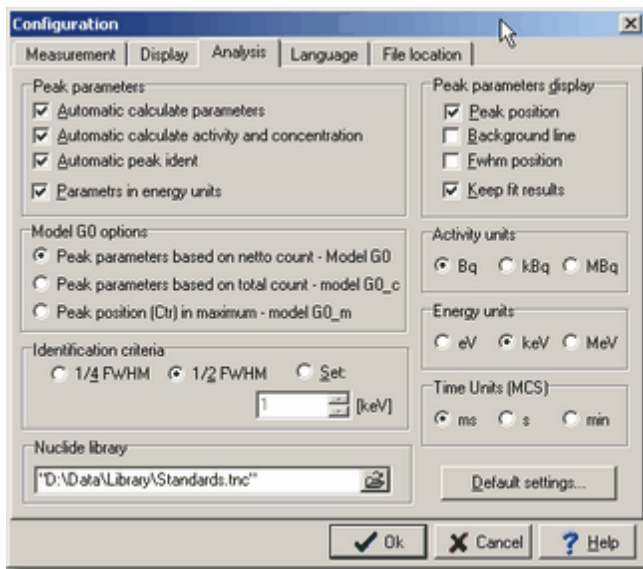 Configuration
Measurement Display Analysis Language File location
Peak parameters
Automatic calculate parameters
Automatic calculate activity and concentration
Automatic peak ident
Parametrs in energy units
Peak parameters display
Peak position
Background line
Fwhm position
Keep fit results
Model G0 options
Peak parameters based on netto count - Model G0
Peak parameters based on total count - model G0_c
Peak position (Ctr) in maximum - model G0_m
Activity units
Bq kBq MBq
Energy units
eV keV MeV
Identification criteria
1/4 FWHM 1/2 FWHM Set:
1 [keV]
Time Units (MCS)
ms s min
Nuclide library
"D:\Data\Library\Standards.tnc"
Default settings...
Ok Cancel Help